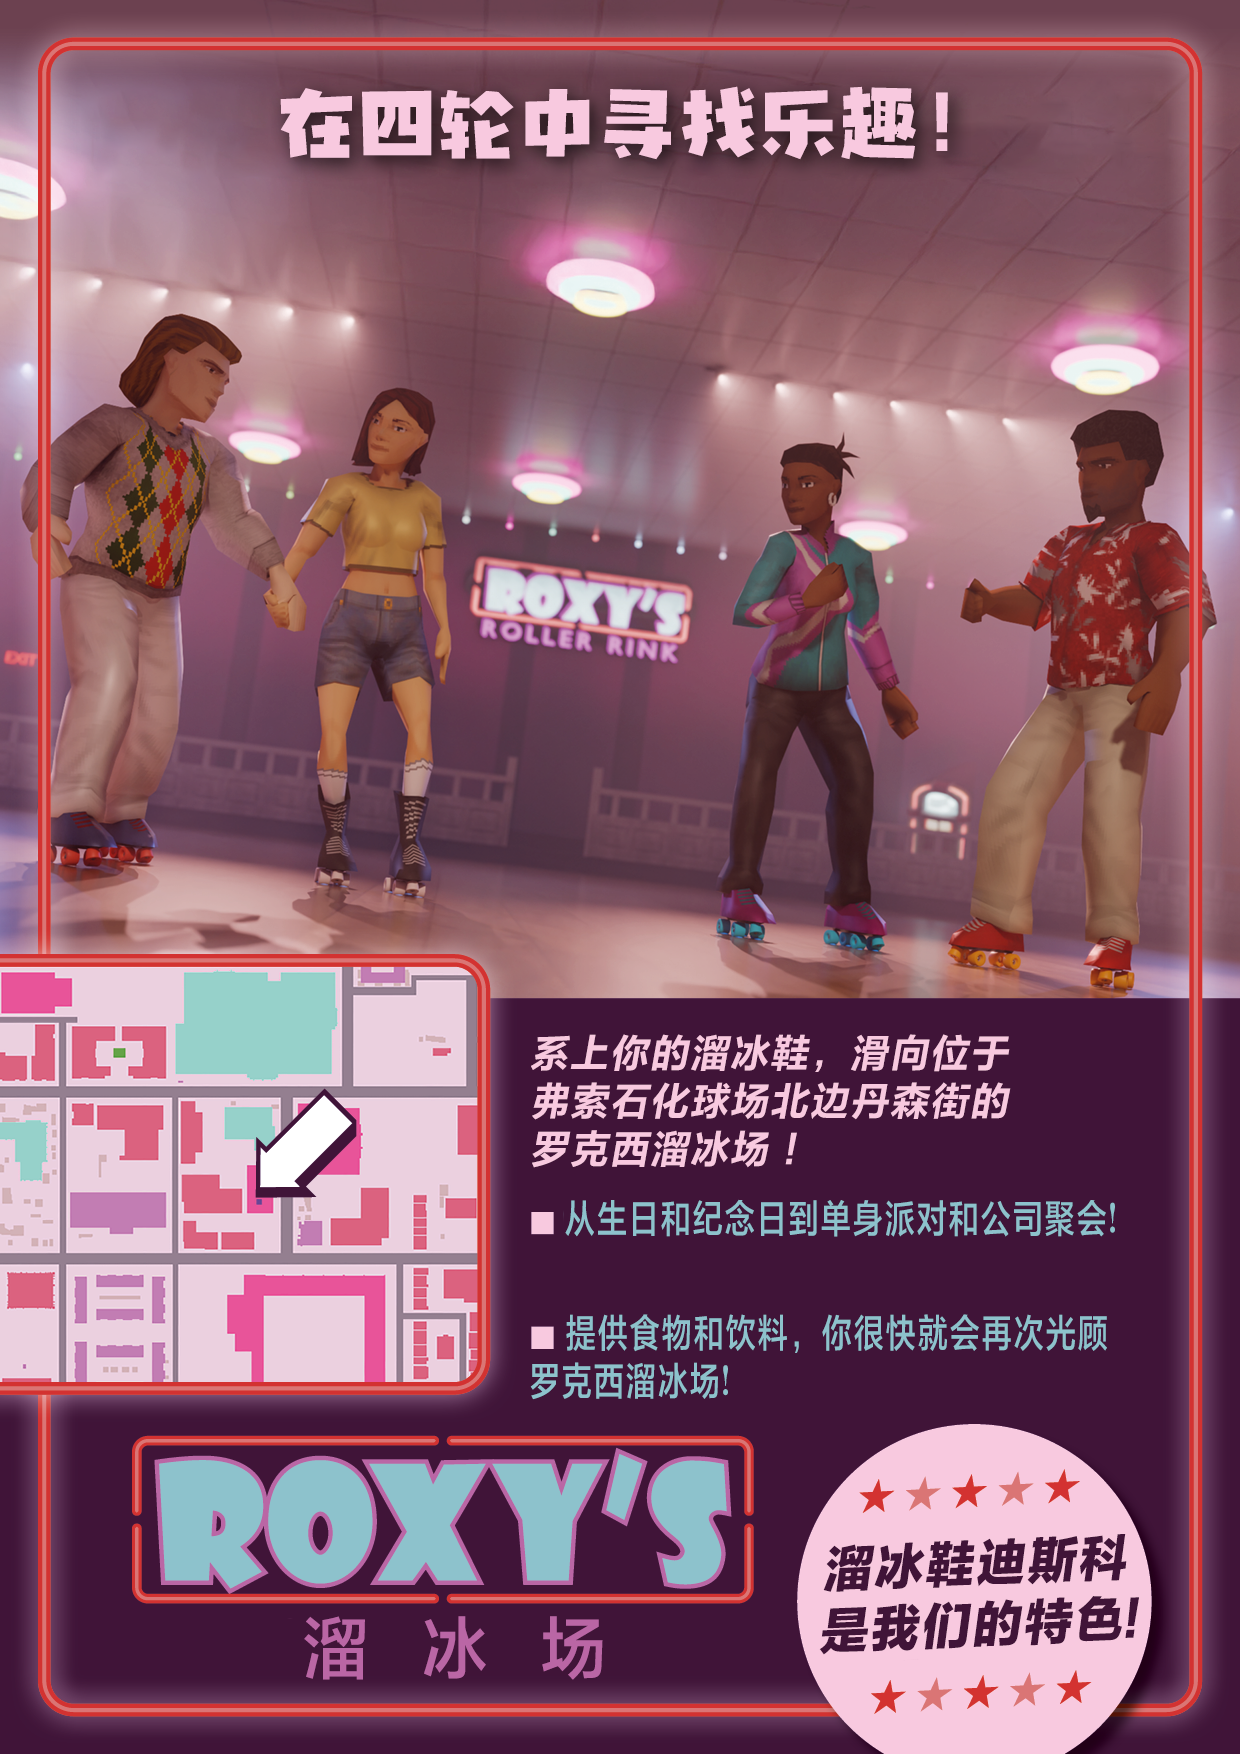 在四轮中寻找乐趣！
ROXY'S
ROLLER RINK
EXIT
系上你的溜冰鞋，滑向位于
弗索石化球场北边丹森街的
罗克西溜冰场！
■ 从生日和纪念日到单身派对和公司聚会!
■ 提供食物和饮料，你很快就会再次光顾
罗克西溜冰场!
ROXY'S
溜冰场
溜冰鞋迪斯科
是我们的特色!